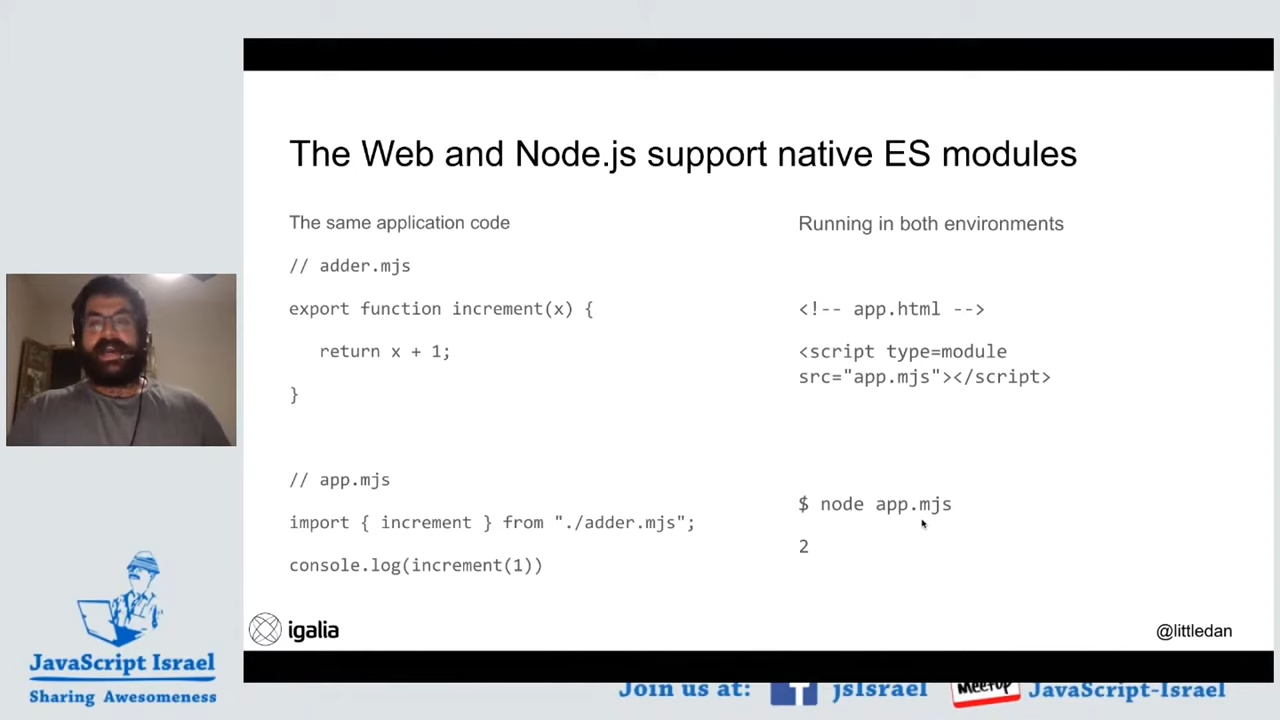 The Web and Node.js support native ES modules
The same application code
// adder.mjs
export function increment(x) {
return x + 1;
}
// app.mjs
import { increment } from "./adder.mjs";
console.log(increment(1))
Running in both environments
<!-- app.html -->
<script type=module
src="app.mjs"></script>
$ node app.mjs
2
igalia
@littledan
JavaScript Israel
Sharing Awesomeness
Join us at: f jsIsrael Meetup JavaScript-Israel